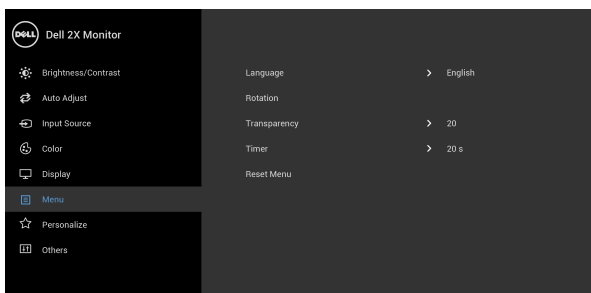 DELL Dell 2X Monitor
Brightness/Contrast
Auto Adjust
Input Source
Color
Display
Menu
Personalize
Others
Language > English
Rotation
Transparency > 20
Timer > 20 s
Reset Menu